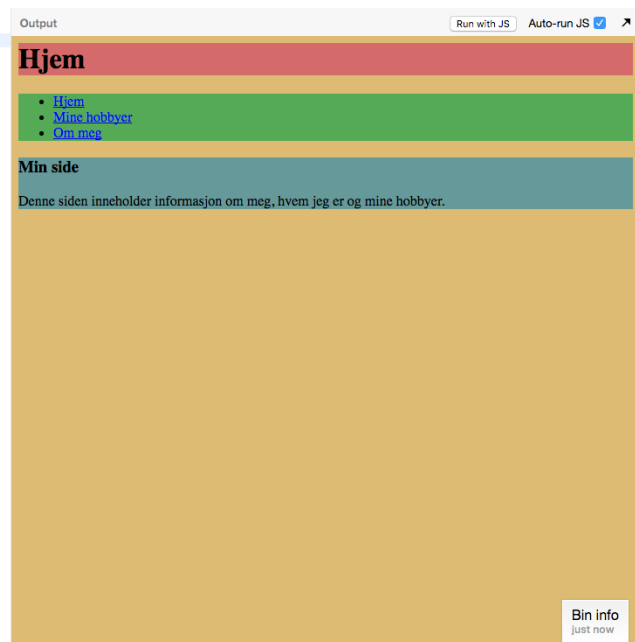 Output
Run with JS
Auto-run JS
Hjem
Hjem
Mine hobbyer
Om meg
Min side
Denne siden inneholder informasjon om meg, hvem jeg er og mine hobbyer.
Bin info
just now